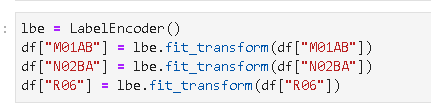 lbe = LabelEncoder()
df["M01AB"] = lbe.fit_transform(df["M01AB"])
df["N02BA"] = lbe.fit_transform(df["N02BA"])
df["R06"] = lbe.fit_transform(df["R06"])